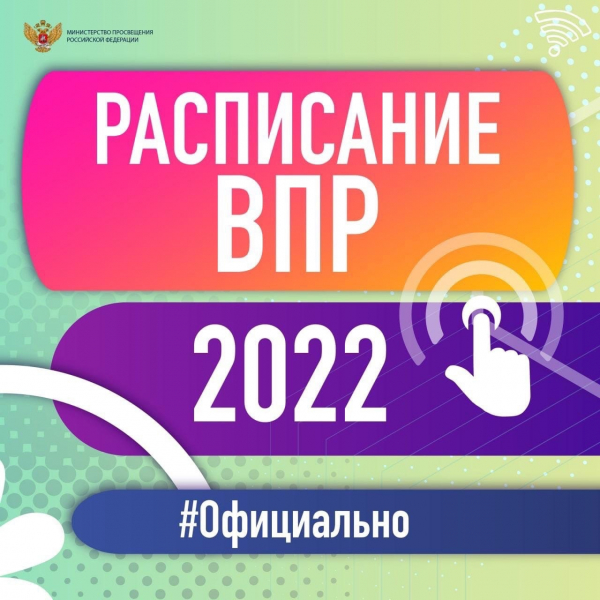 МИНИСТЕРСТВО ПРОСВЕЩЕНИЯ
РОССИЙСКОЙ ФЕДЕРАЦИИ
РАСПИСАНИЕ
ВПР
2022
#Официально